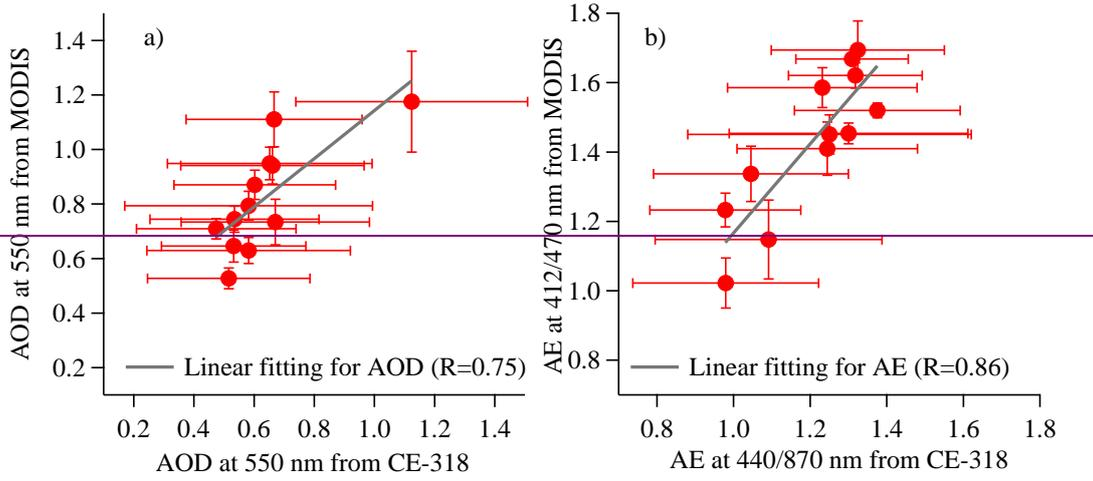 a)
AOD at 550 nm from MODIS
1.4
1.2
1.0
0.8
0.6
0.4
0.2
Linear fitting for AOD (R=0.75)
0.2 0.4 0.6 0.8 1.0 1.2 1.4
AOD at 550 nm from CE-318
b)
AE at 412/470 nm from MODIS
1.8
1.6
1.4
1.2
1.0
0.8
Linear fitting for AE (R=0.86)
0.8 1.0 1.2 1.4 1.6 1.8
AE at 440/870 nm from CE-318